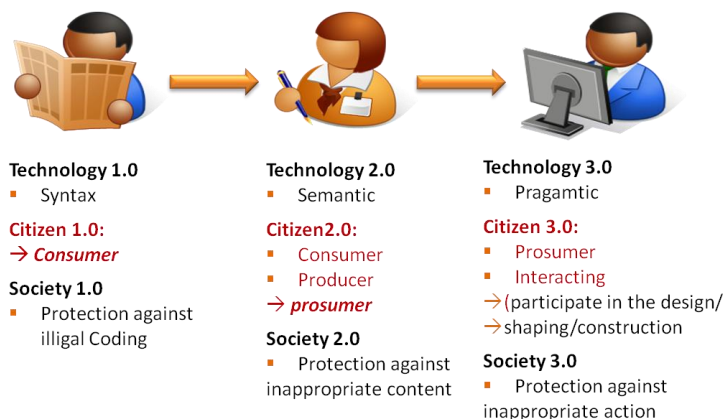 Technology 1.0
▪ Syntax
Citizen 1.0:
→ Consumer
Society 1.0
▪ Protection against
illigal Coding
Technology 2.0
▪ Semantic
Citizen2.0:
▪ Consumer
▪ Producer
→ prosumer
Society 2.0
▪ Protection against
inappropriate content
Technology 3.0
▪ Pragamtic
Citizen 3.0:
▪ Prosumer
▪ Interacting
→(participate in the design/
→shaping/construction
Society 3.0
▪ Protection against
inappropriate action